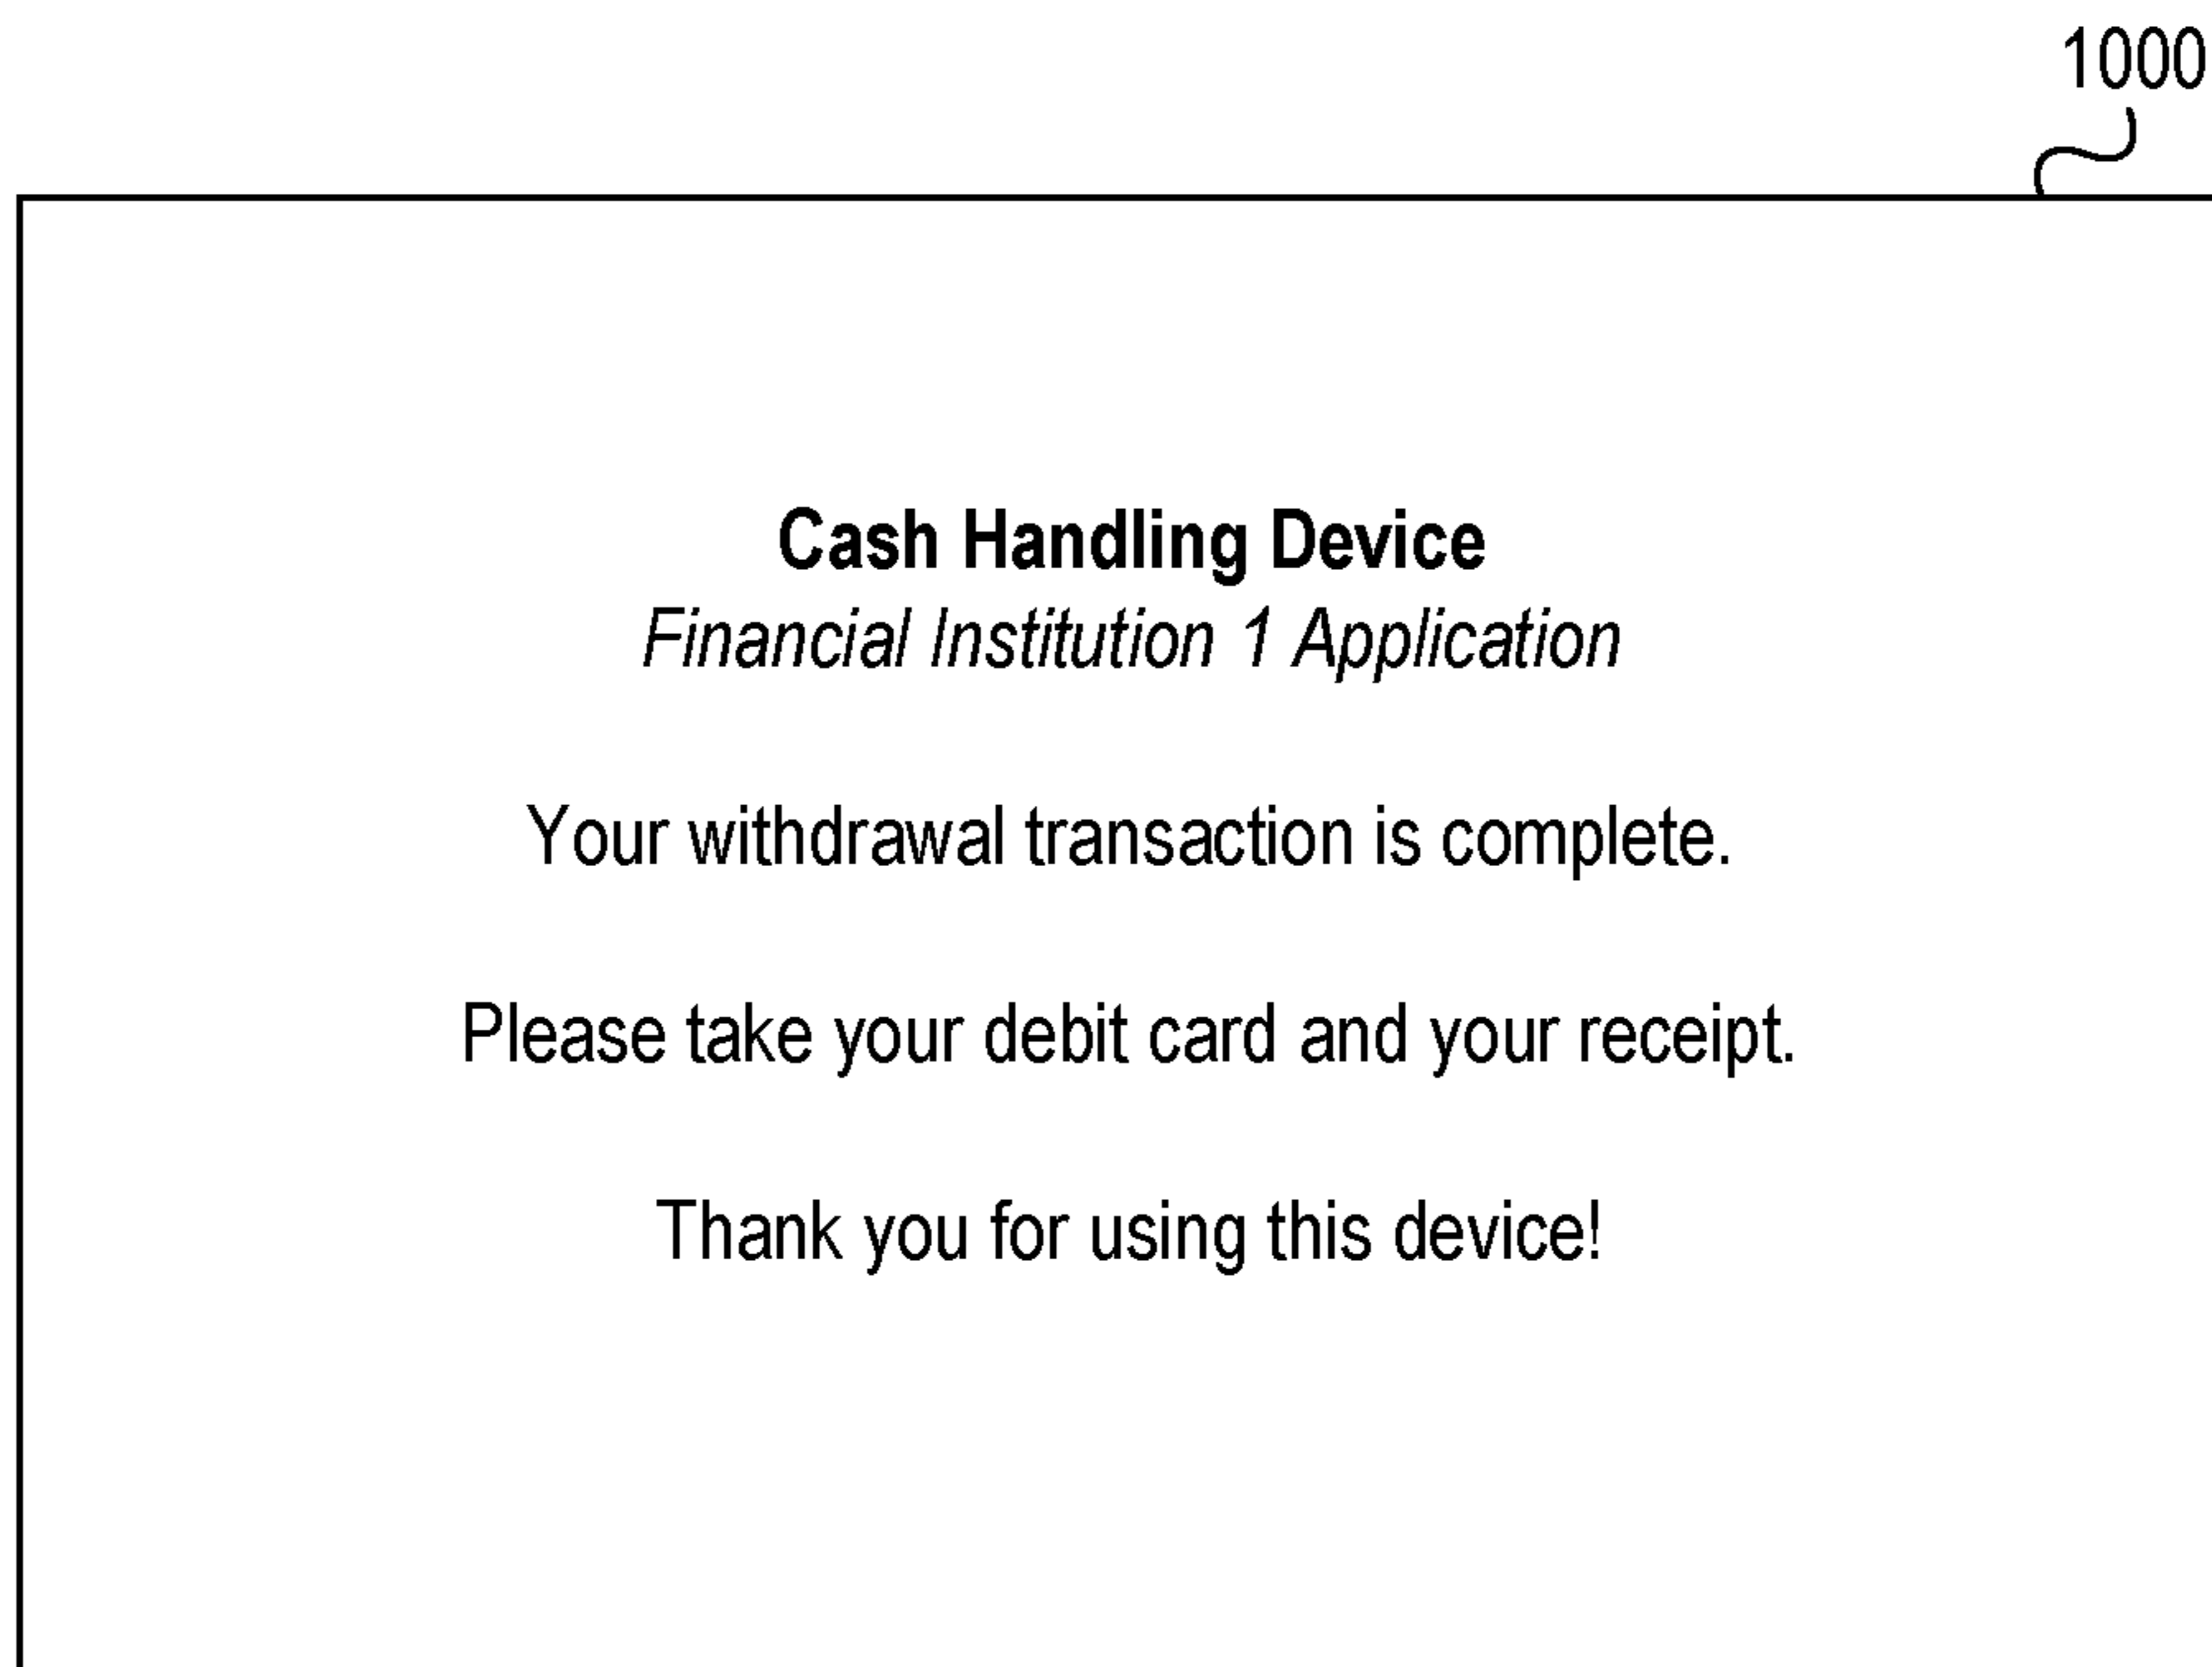 1000
Cash Handling Device
Financial Institution 1 Application
Your withdrawal transaction is complete.
Please take your debit card and your receipt.
Thank you for using this device!